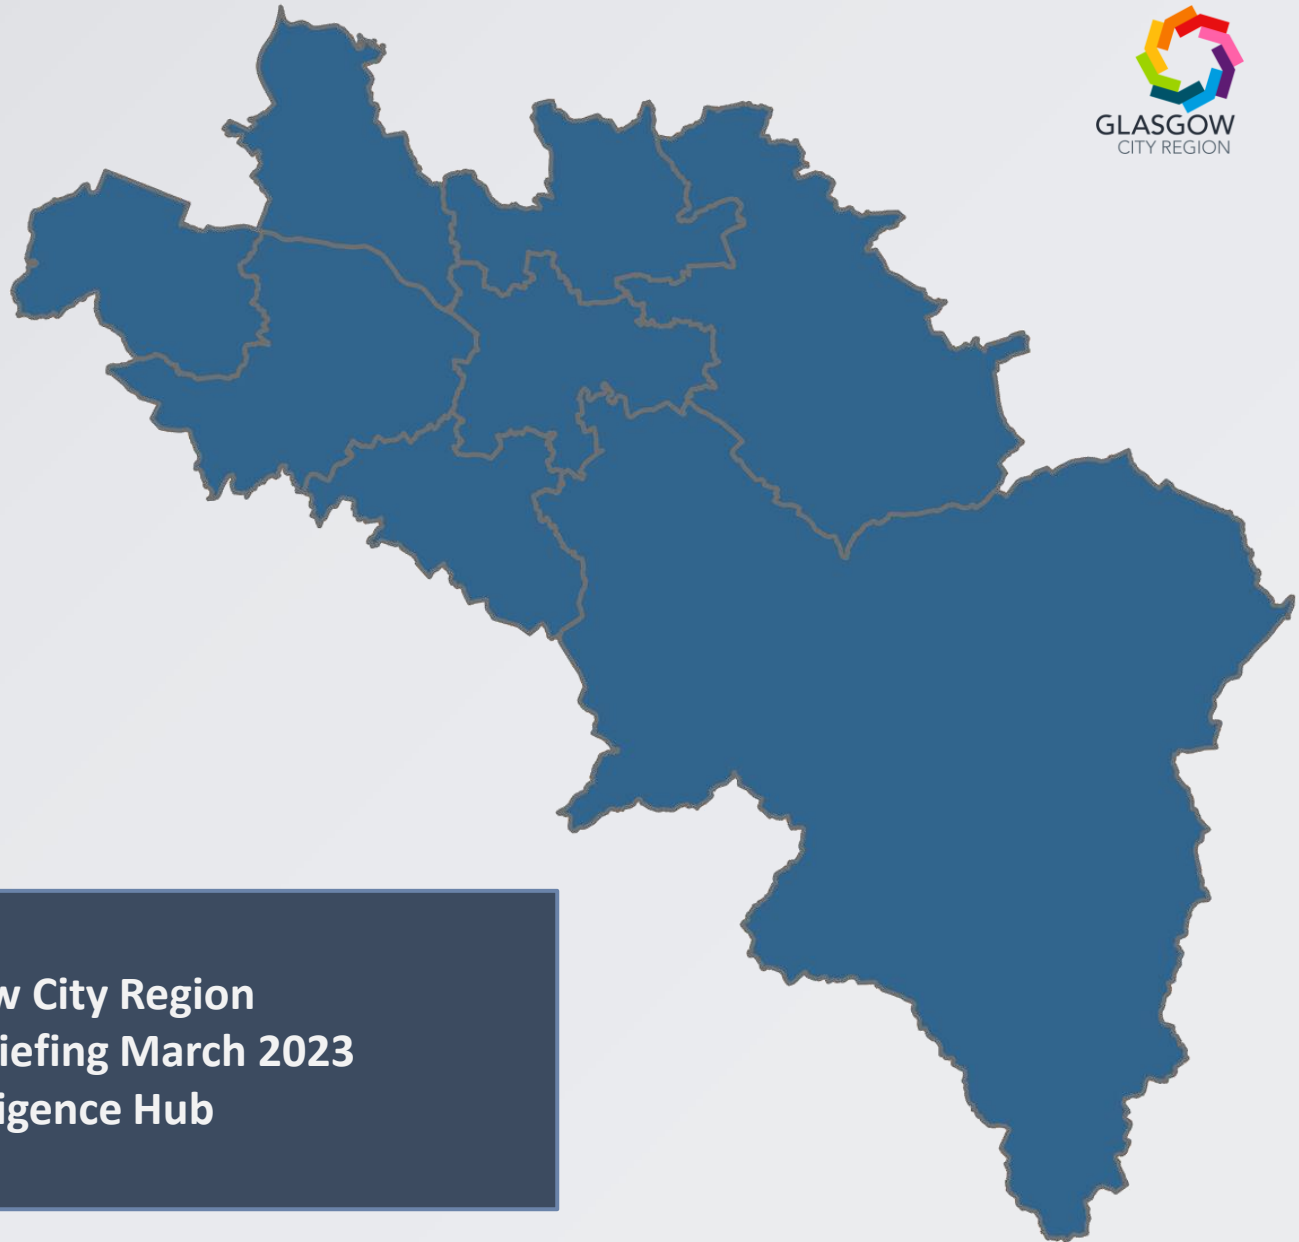 GLASGOW
CITY REGION
w City Region
iefing March 2023
igence Hub